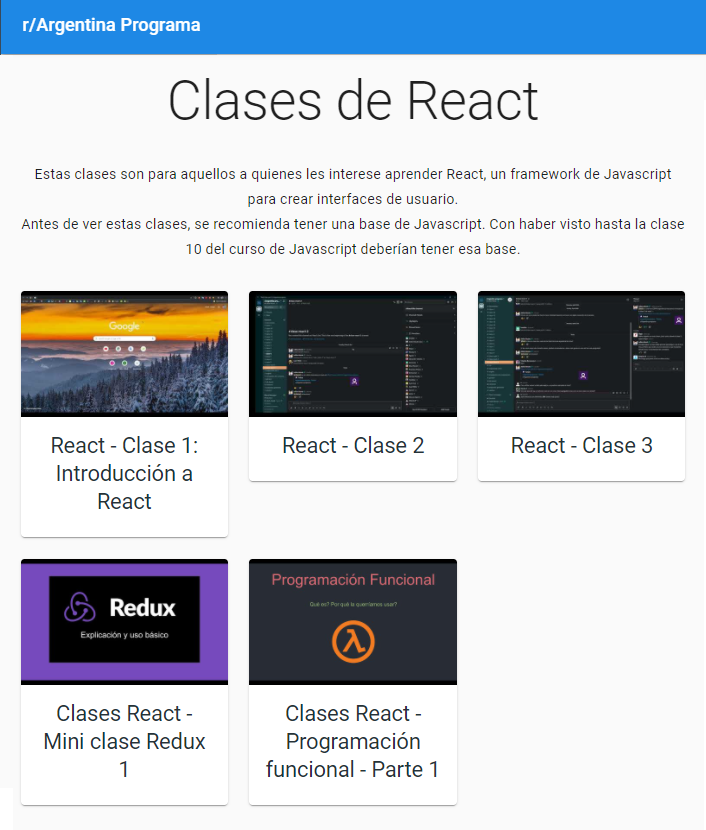 r/Argentina Programa
Clases de React
Estas clases son para aquellos a quienes les interese aprender React, un framework de Javascript
para crear interfaces de usuario.
Antes de ver estas clases, se recomienda tener una base de Javascript. Con haber visto hasta la clase
10 del curso de Javascript deberían tener esa base.
Google
React - Clase 1:
Introducción a
React
React - Clase 2
React - Clase 3
Redux
Explicación y uso básico
Clases React -
Mini clase Redux
1
Programación Funcional
Qué es? Por qué la querríamos usar?
Clases React -
Programación
funcional - Parte 1